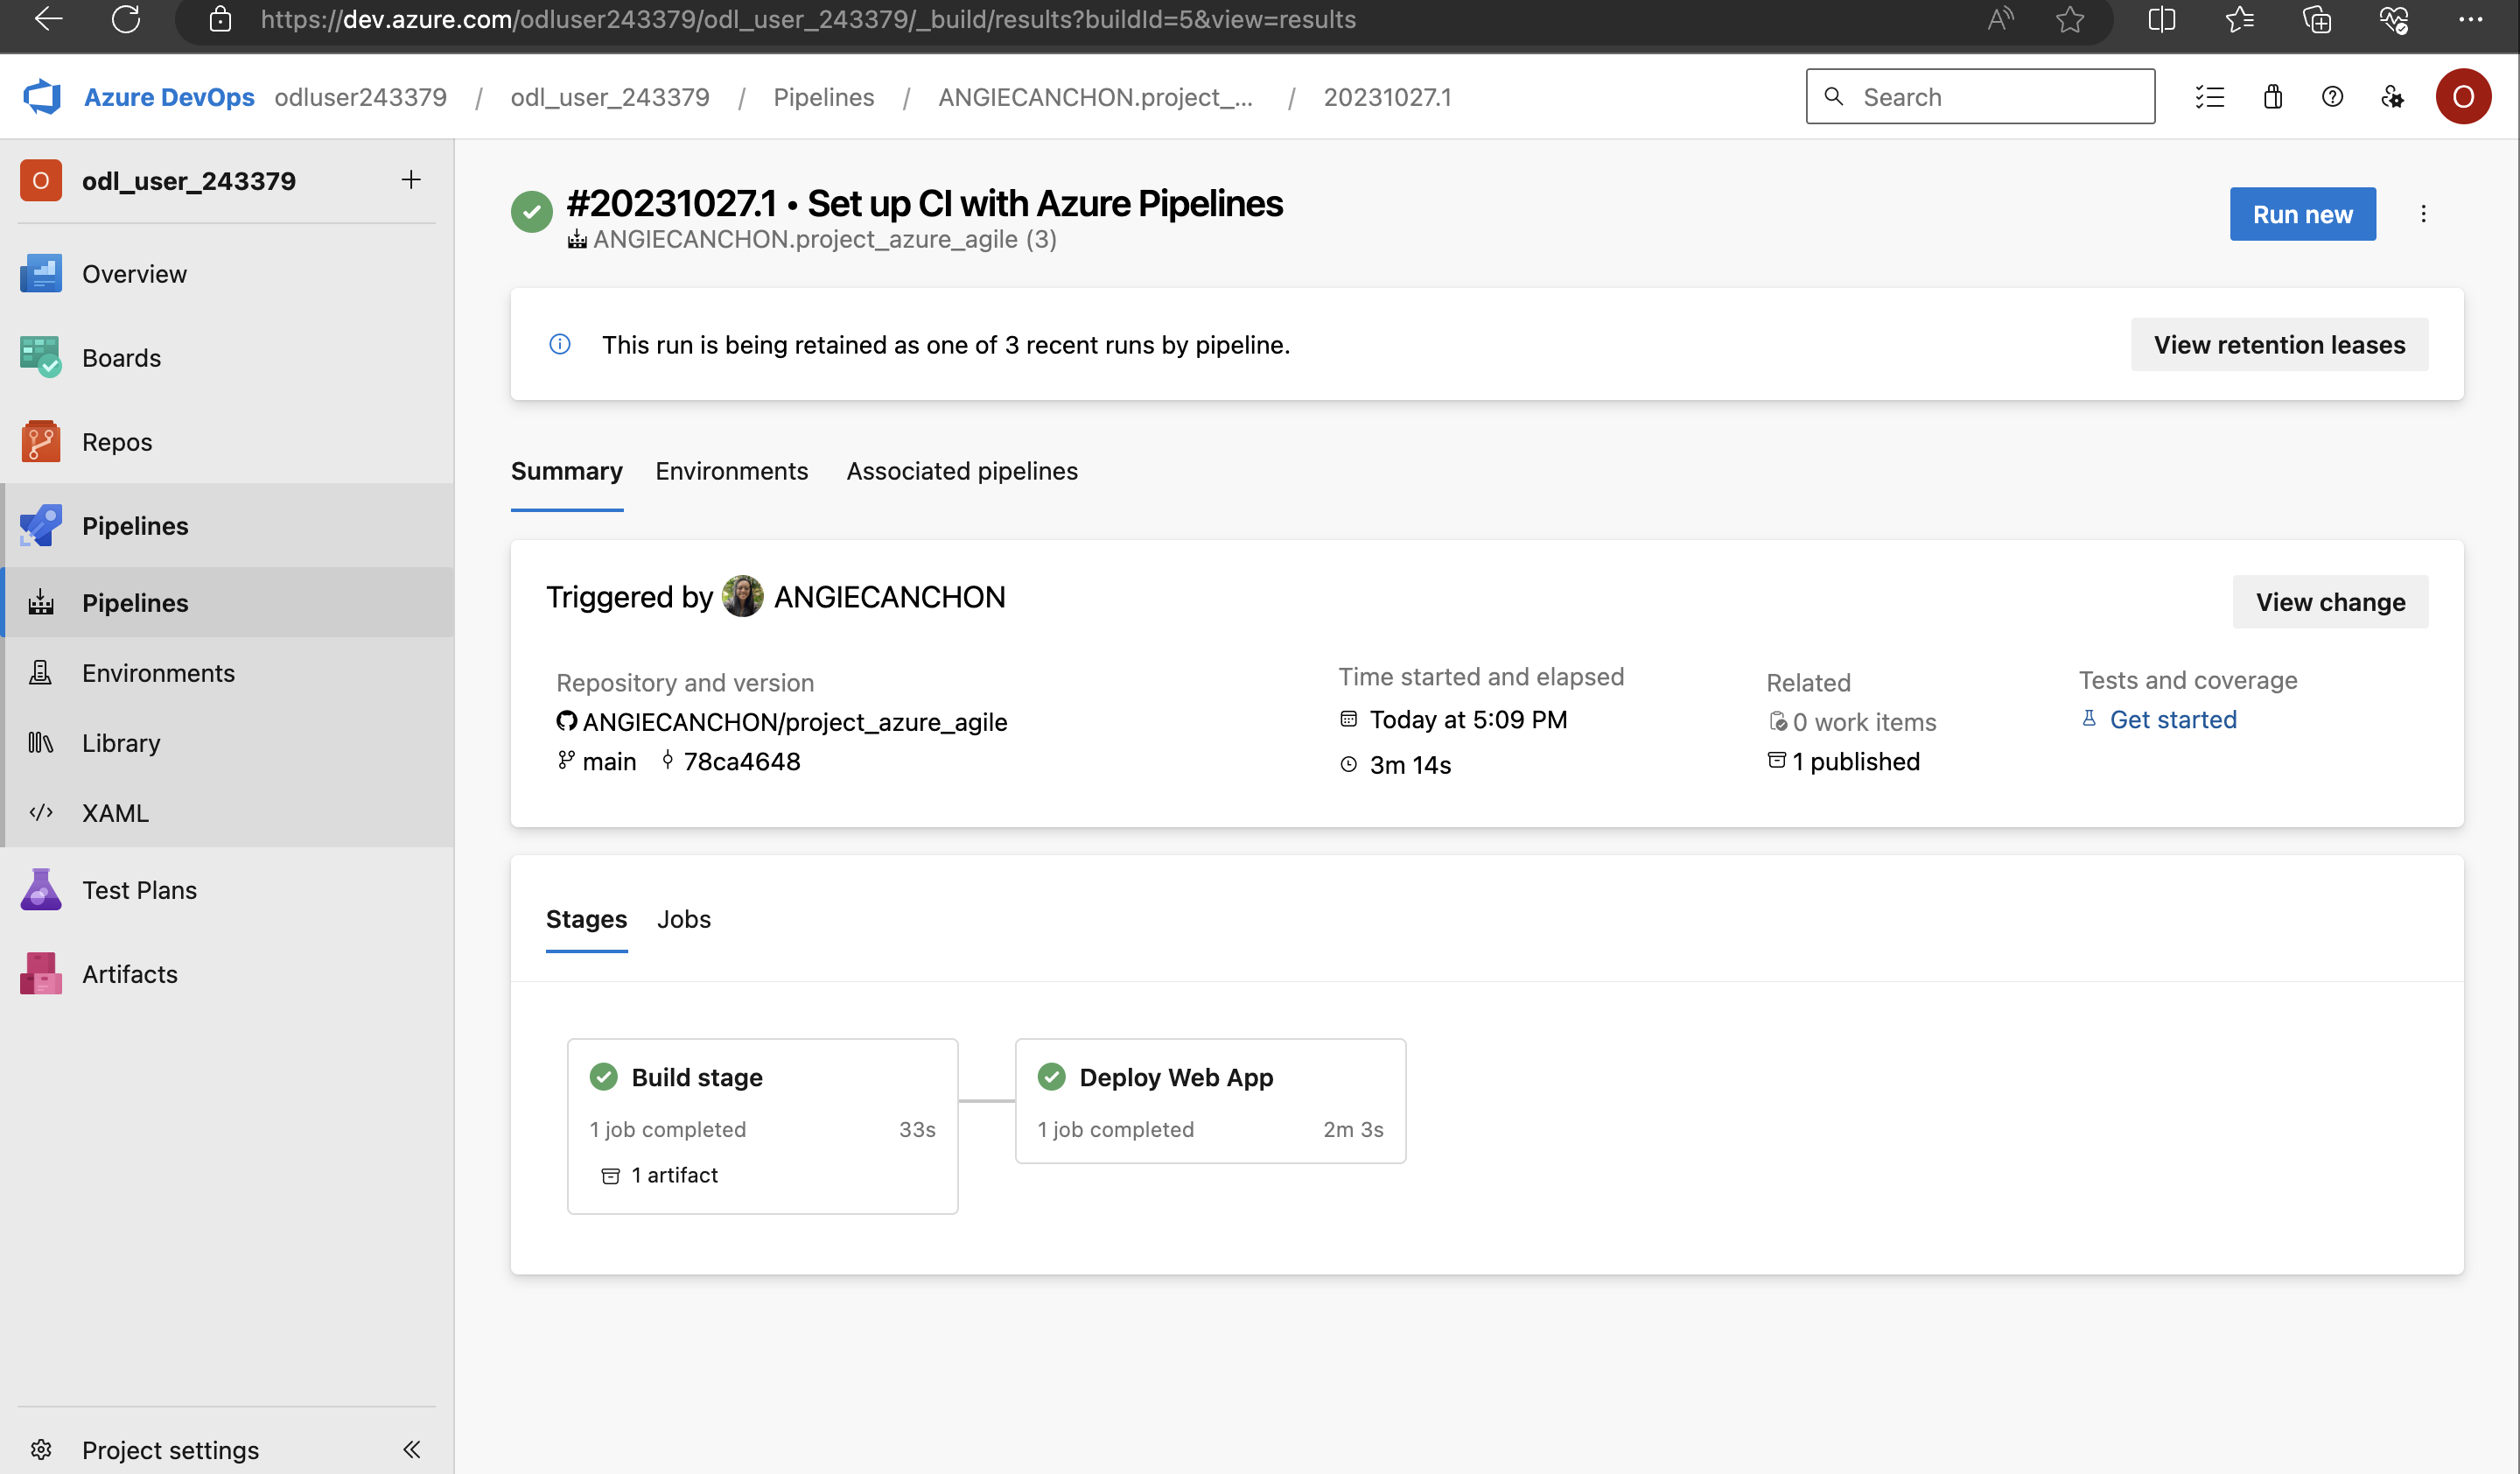 https://dev.azure.com/odluser243379/odl_user_243379/_build/results?buildId=5&view=results
Azure DevOps odluser243379 / odl_user_243379 / Pipelines / ANGIECANCHON.project_... / 20231027.1
Search
O
O odl_user_243379 +
Overview
Boards
Repos
Pipelines
Pipelines
Environments
Library
XAML
Test Plans
Artifacts
Project settings
#20231027.1 • Set up CI with Azure Pipelines
ANGIECANCHON.project_azure_agile (3)
Run new
This run is being retained as one of 3 recent runs by pipeline.
View retention leases
Summary Environments Associated pipelines
Triggered by ANGIECANCHON
View change
Repository and version
ANGIECANCHON/project_azure_agile
main 78ca4648
Time started and elapsed
Today at 5:09 PM
3m 14s
Related
0 work items
1 published
Tests and coverage
Get started
Stages Jobs
Build stage
1 job completed 33s
1 artifact
Deploy Web App
1 job completed 2m 3s